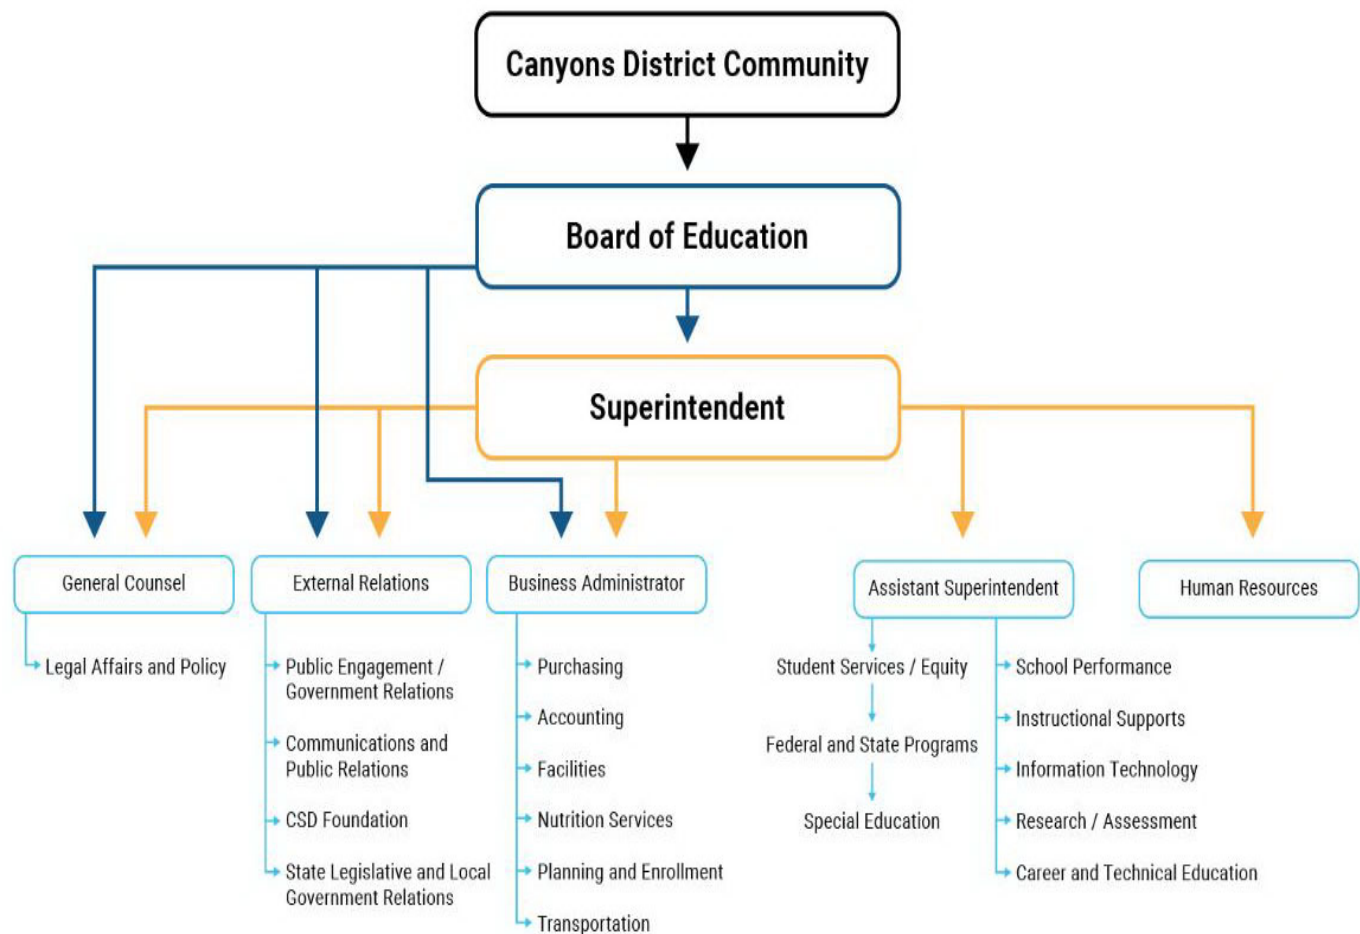 Canyons District Community
Board of Education
Superintendent
General Counsel
Legal Affairs and Policy
External Relations
Public Engagement /
Government Relations
Communications and
Public Relations
CSD Foundation
State Legislative and Local
Government Relations
Business Administrator
Purchasing
Accounting
Facilities
Nutrition Services
Planning and Enrollment
Transportation
Assistant Superintendent
Student Services / Equity
Federal and State Programs
Special Education
School Performance
Instructional Supports
Information Technology
Research / Assessment
Career and Technical Education
Human Resources